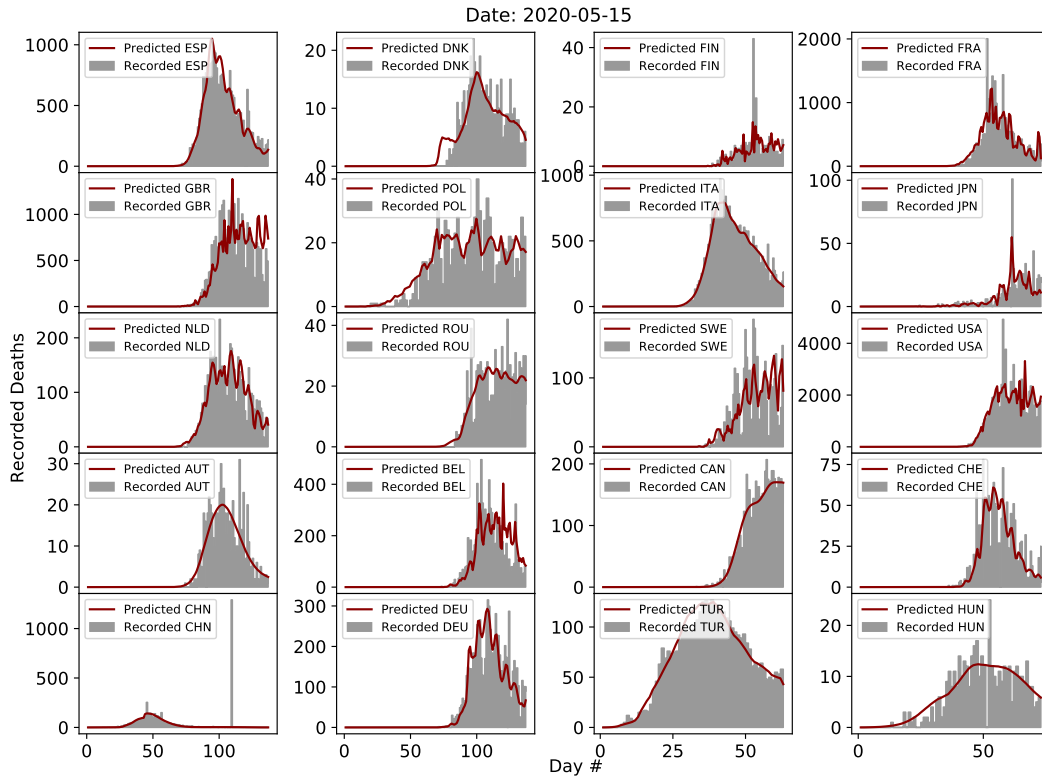 Date: 2020-05-15
Recorded Deaths
1000
500
0
Predicted ESP
Recorded ESP
20
10
0
Predicted DNK
Recorded DNK
40
20
0
Predicted FIN
Recorded FIN
2000
1000
0
Predicted FRA
Recorded FRA
1000
500
0
Predicted GBR
Recorded GBR
40
20
0
Predicted POL
Recorded POL
1000
500
0
Predicted ITA
Recorded ITA
100
50
0
Predicted JPN
Recorded JPN
200
100
0
Predicted NLD
Recorded NLD
40
20
0
Predicted ROU
Recorded ROU
100
0
Predicted SWE
Recorded SWE
4000
2000
0
Predicted USA
Recorded USA
30
20
10
0
Predicted AUT
Recorded AUT
400
200
0
Predicted BEL
Recorded BEL
200
100
0
Predicted CAN
Recorded CAN
75
50
25
0
Predicted CHE
Recorded CHE
1000
500
0
Predicted CHN
Recorded CHN
0 50 100
300
200
100
0
Predicted DEU
Recorded DEU
0 50 100
100
50
0
Predicted TUR
Recorded TUR
0 25 50
20
10
0
Predicted HUN
Recorded HUN
0 50
Day #